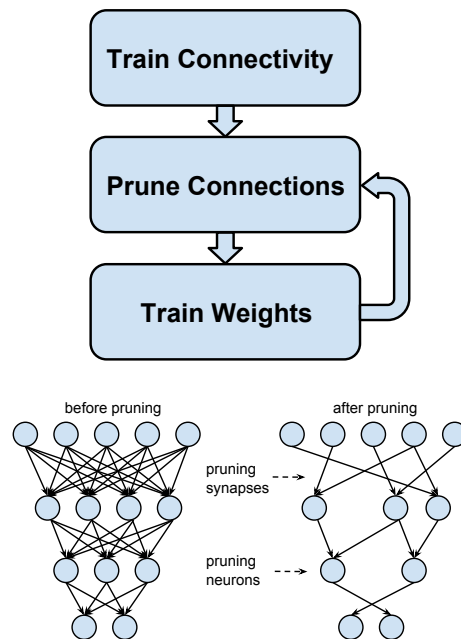 Train Connectivity
Prune Connections
Train Weights
before pruning
after pruning
pruning
synapses
pruning
neurons